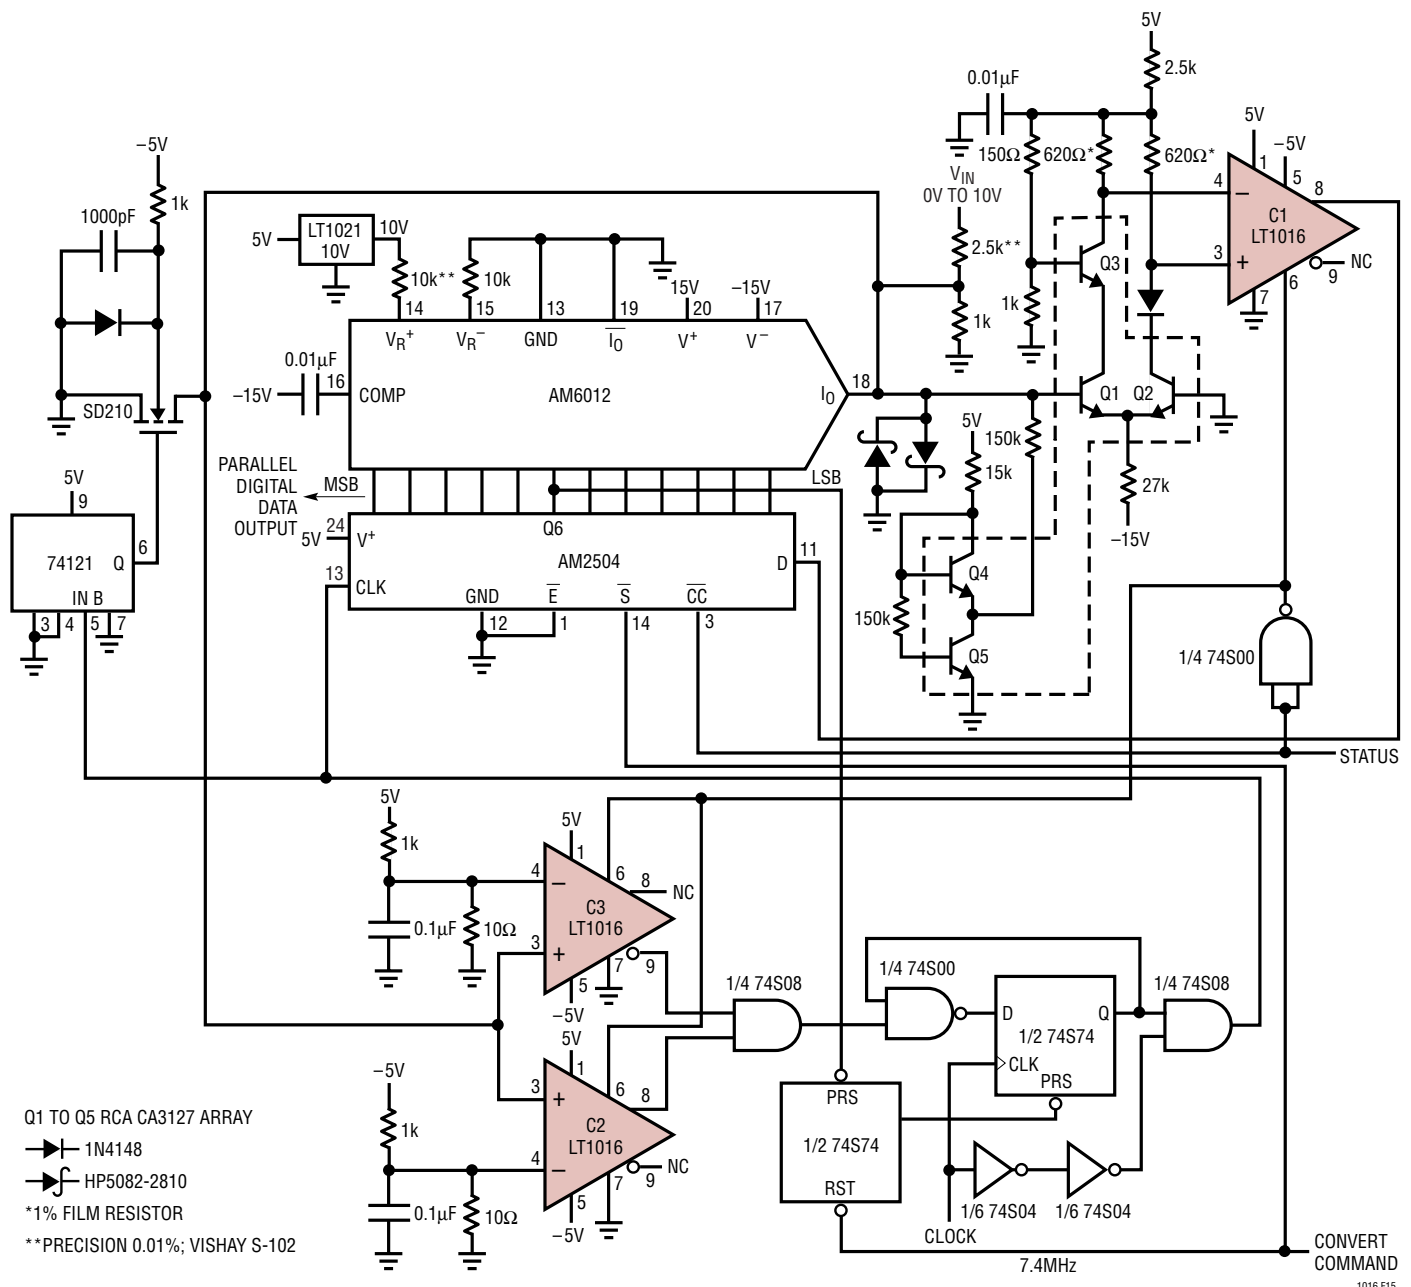 5V
2.5k
0.01µF
150Ω
620Ω*
620Ω*
5V
–5V
1
5
8
4
–
C1
LT1016
3
+
NC
9
7
6
VIN
0V TO 10V
2.5k**
1k
1k
Q3
Q1
Q2
27k
–15V
–5V
1k
1000pF
SD210
5V
LT1021
10V
10V
10k**
10k
14
15
13
19
15V
20
–15V
17
VR+
VR–
GND
IO
V+
V–
0.01µF
–15V
16
COMP
AM6012
IO
18
5V
15k
150k
150k
Q4
Q5
PARALLEL
DIGITAL
DATA
OUTPUT
MSB
LSB
5V
24
V+
Q6
AM2504
D
11
13
CLK
GND
E
S
CC
12
1
14
3
5V
9
74121
Q
6
IN B
3
4
5
7
1/4 74S00
STATUS
5V
1k
0.1µF
10Ω
5V
1
4
–
6
8
NC
C3
LT1016
3
+
7
9
5
–5V
5V
1
3
+
6
8
C2
LT1016
4
–
7
9
NC
5
–5V
–5V
1k
0.1µF
10Ω
1/4 74S08
1/4 74S00
D
Q
1/2 74S74
CLK
PRS
1/4 74S08
PRS
1/2 74S74
RST
1/6 74S04
1/6 74S04
CLOCK
7.4MHz
CONVERT
COMMAND
Q1 TO Q5 RCA CA3127 ARRAY
1N4148
HP5082-2810
*1% FILM RESISTOR
**PRECISION 0.01%; VISHAY S-102
1016 F15